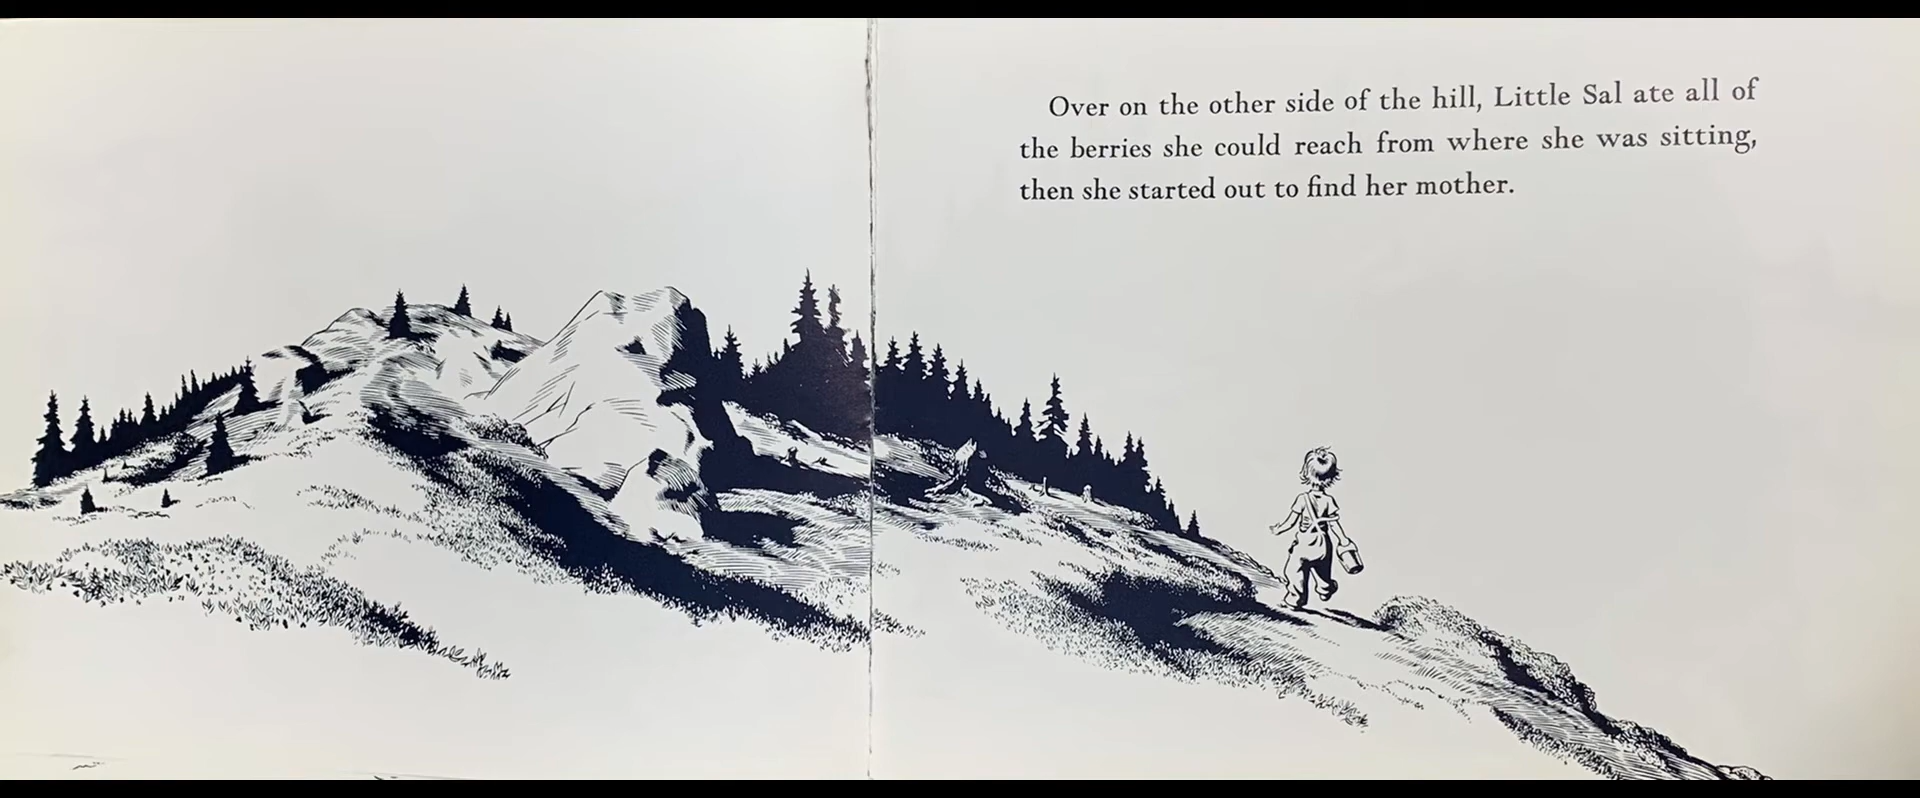 Over on the other side of the hill, Little Sal ate all of
the berries she could reach from where she was sitting,
then she started out to find her mother.